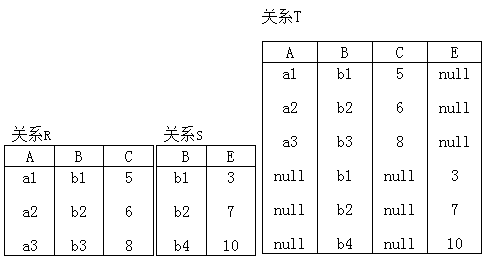 关系T
A B C E
a1 b1 5 null
a2 b2 6 null
a3 b3 8 null
null b1 null 3
null b2 null 7
null b4 null 10
关系R
A B C
a1 b1 5
a2 b2 6
a3 b3 8
关系S
B E
b1 3
b2 7
b4 10